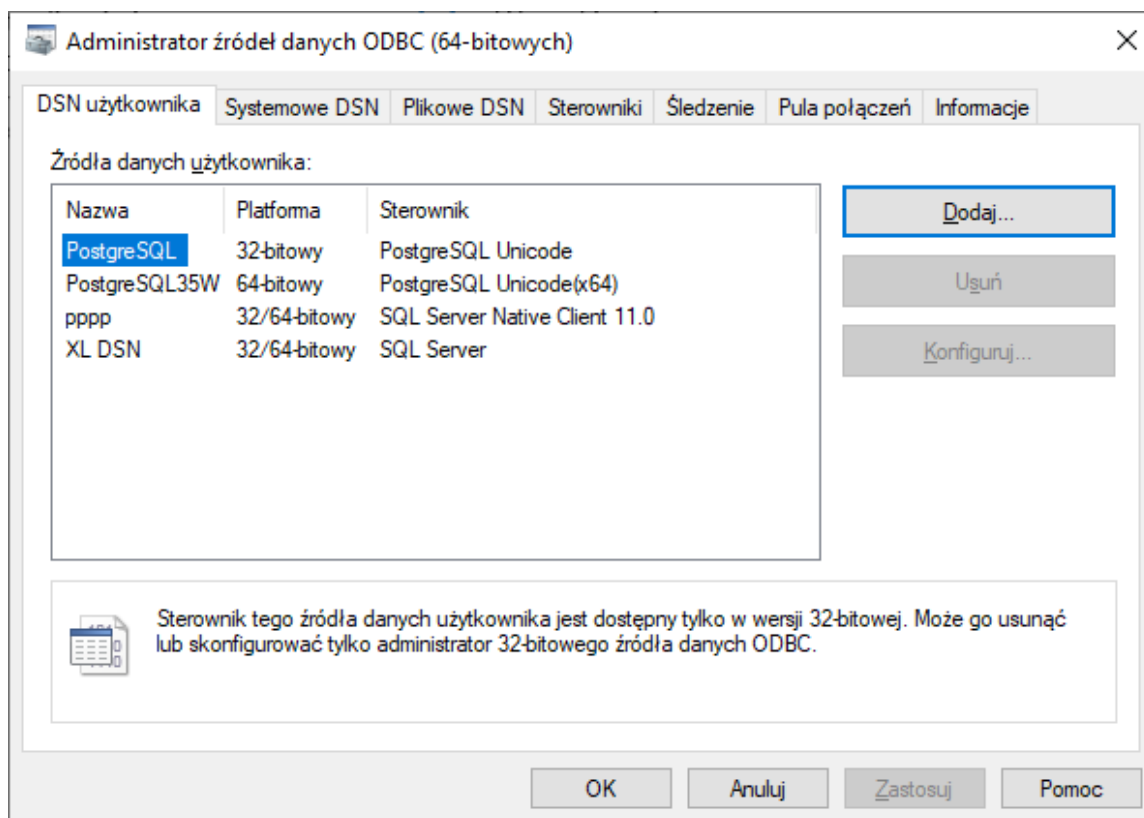 Administrator źródeł danych ODBC (64-bitowych)
DSN użytkownika Systemowe DSN Plikowe DSN Sterowniki Śledzenie Pula połączeń Informacje
Źródła danych użytkownika:
Nazwa Platforma Sterownik
PostgreSQL 32-bitowy PostgreSQL Unicode
PostgreSQL35W 64-bitowy PostgreSQL Unicode(x64)
pppp 32/64-bitowy SQL Server Native Client 11.0
XL DSN 32/64-bitowy SQL Server
Dodaj...
Usuń
Konfiguruj...
Sterownik tego źródła danych użytkownika jest dostępny tylko w wersji 32-bitowej. Może go usunąć
lub skonfigurować tylko administrator 32-bitowego źródła danych ODBC.
OK Anuluj Zastosuj Pomoc